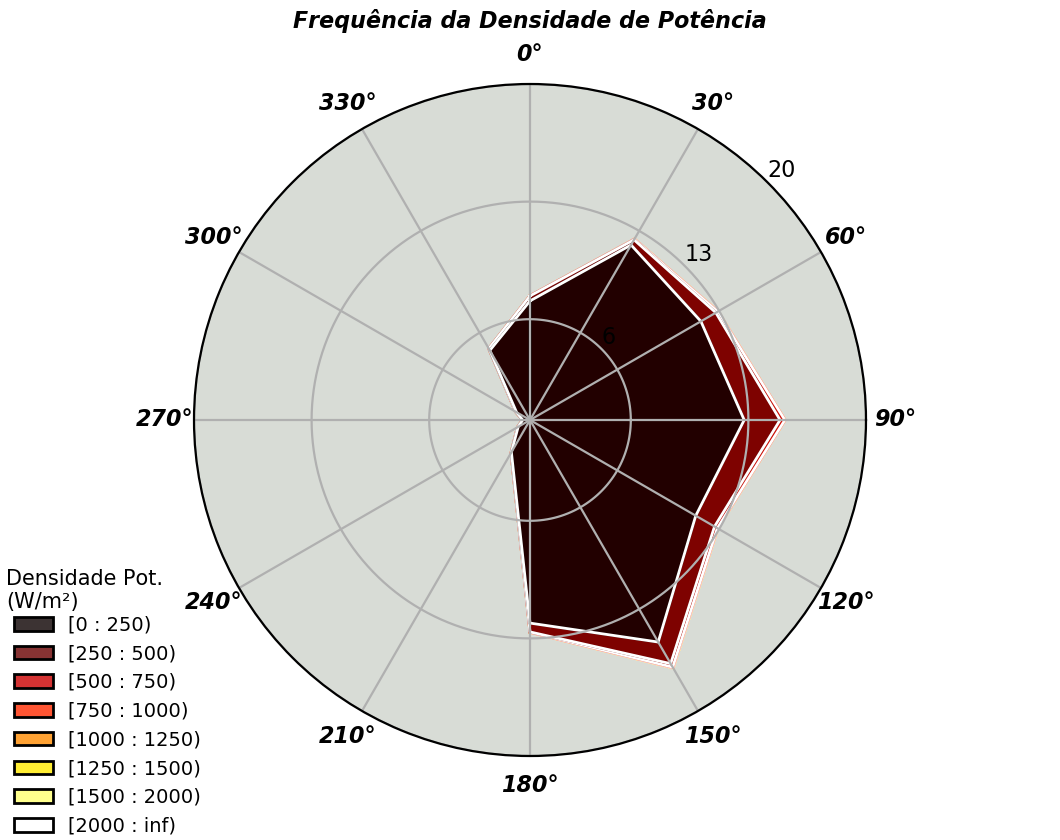 Frequência da Densidade de Potência
0°
330°
30°
20
300°
60°
13
6
270°
90°
240°
120°
210°
150°
180°
Densidade Pot.
(W/m²)
[0 : 250)
[250 : 500)
[500 : 750)
[750 : 1000)
[1000 : 1250)
[1250 : 1500)
[1500 : 2000)
[2000 : inf)